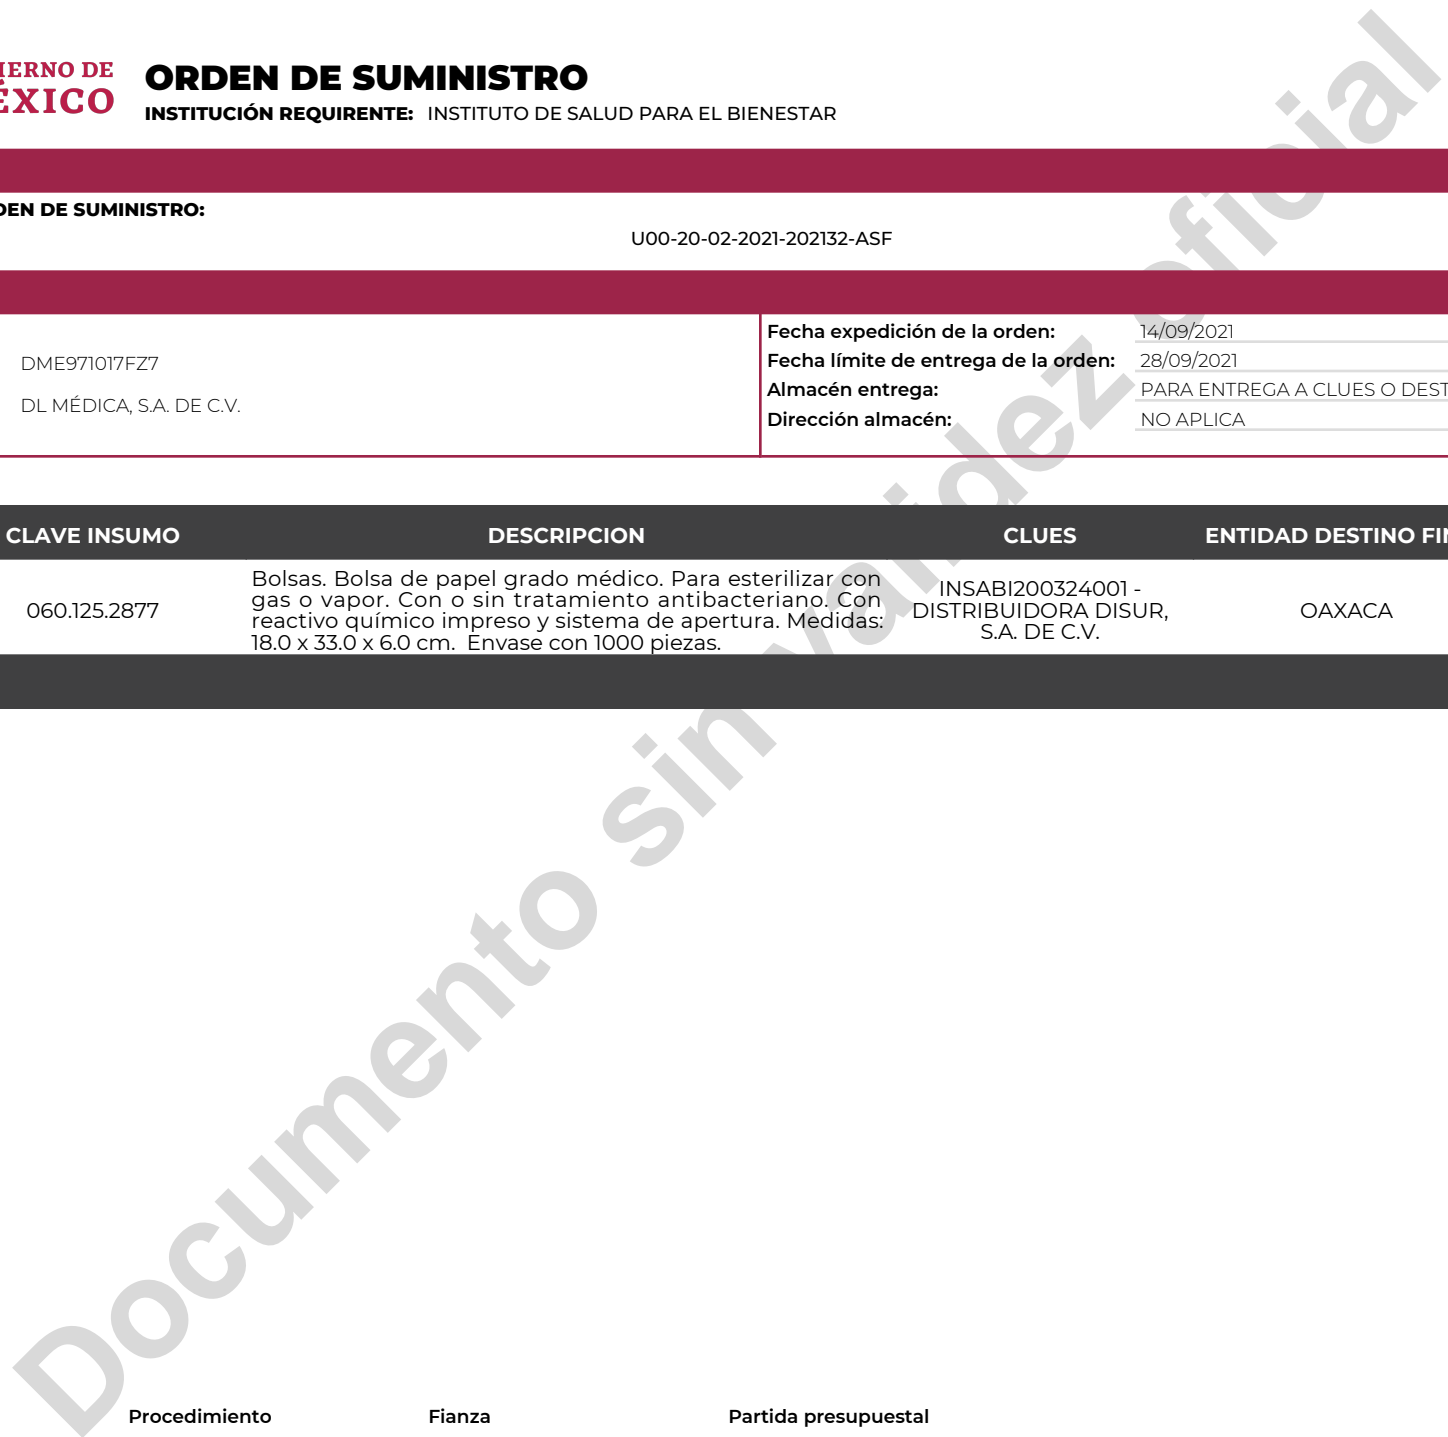 IERNO DE
ÉXICO
ORDEN DE SUMINISTRO
INSTITUCIÓN REQUIRENTE: INSTITUTO DE SALUD PARA EL BIENESTAR
DEN DE SUMINISTRO:
U00-20-02-2021-202132-ASF
DME971017FZ7
DL MÉDICA, S.A. DE C.V.
Fecha expedición de la orden: 14/09/2021
Fecha límite de entrega de la orden: 28/09/2021
Almacén entrega: PARA ENTREGA A CLUES O DEST
Dirección almacén: NO APLICA
CLAVE INSUMO DESCRIPCION CLUES ENTIDAD DESTINO FIN
060.125.2877
Bolsas. Bolsa de papel grado médico. Para esterilizar con
gas o vapor. Con o sin tratamiento antibacteriano. Con
reactivo químico impreso y sistema de apertura. Medidas:
18.0 x 33.0 x 6.0 cm. Envase con 1000 piezas.
INSABI200324001 -
DISTRIBUIDORA DISUR,
S.A. DE C.V.
OAXACA
Documento sin validez oficial
Procedimiento Fianza Partida presupuestal